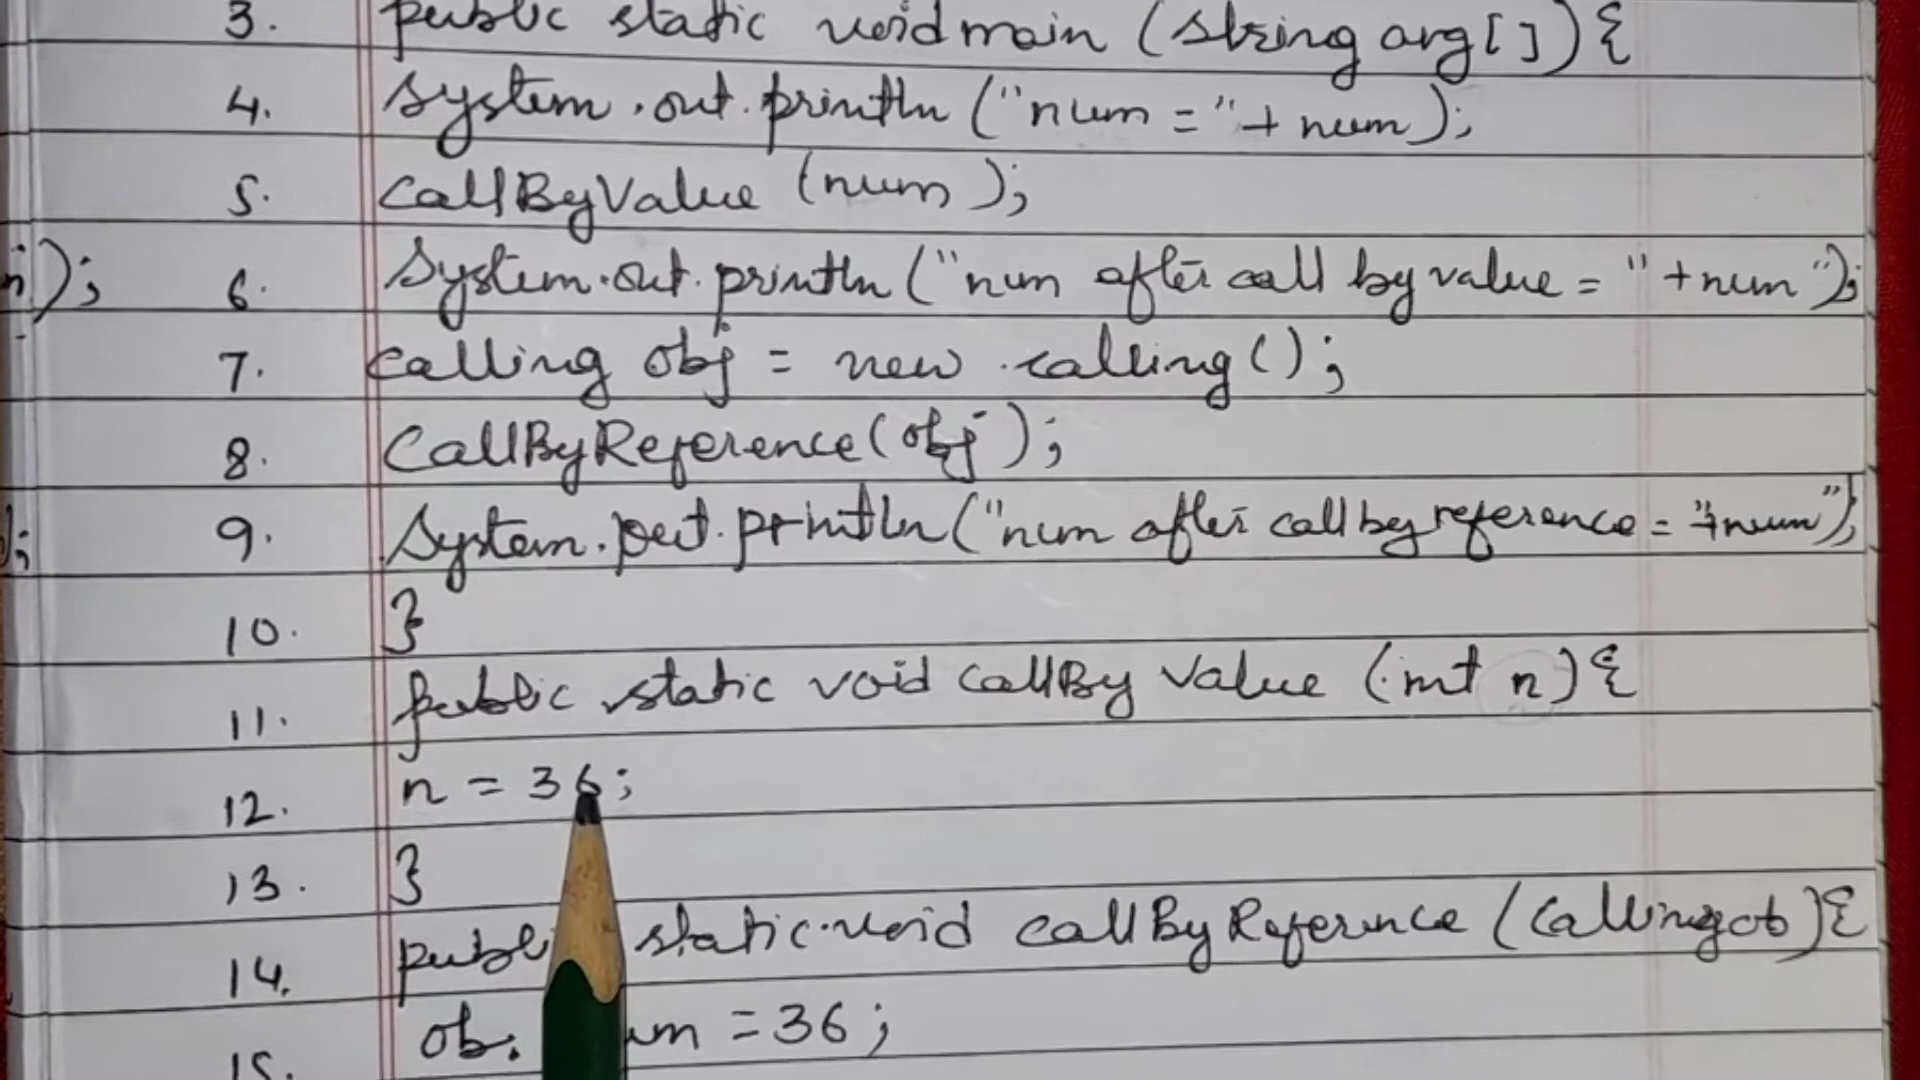 3. public static void main (string arg[]){
4. System.out.println ("num = "+ num);
5. callByValue (num);
n); 6. System.out.println ("num after call by value = " + num");
7. calling obj = new calling();
8. CallByReference(obj);
); 9. System.out.println ("num after call by reference = "+num");
10. }
11. public static void callBy Value (int n){
12. n = 36;
13. }
14. publi static void callByReference (Calling ob){
15. ob. um = 36;